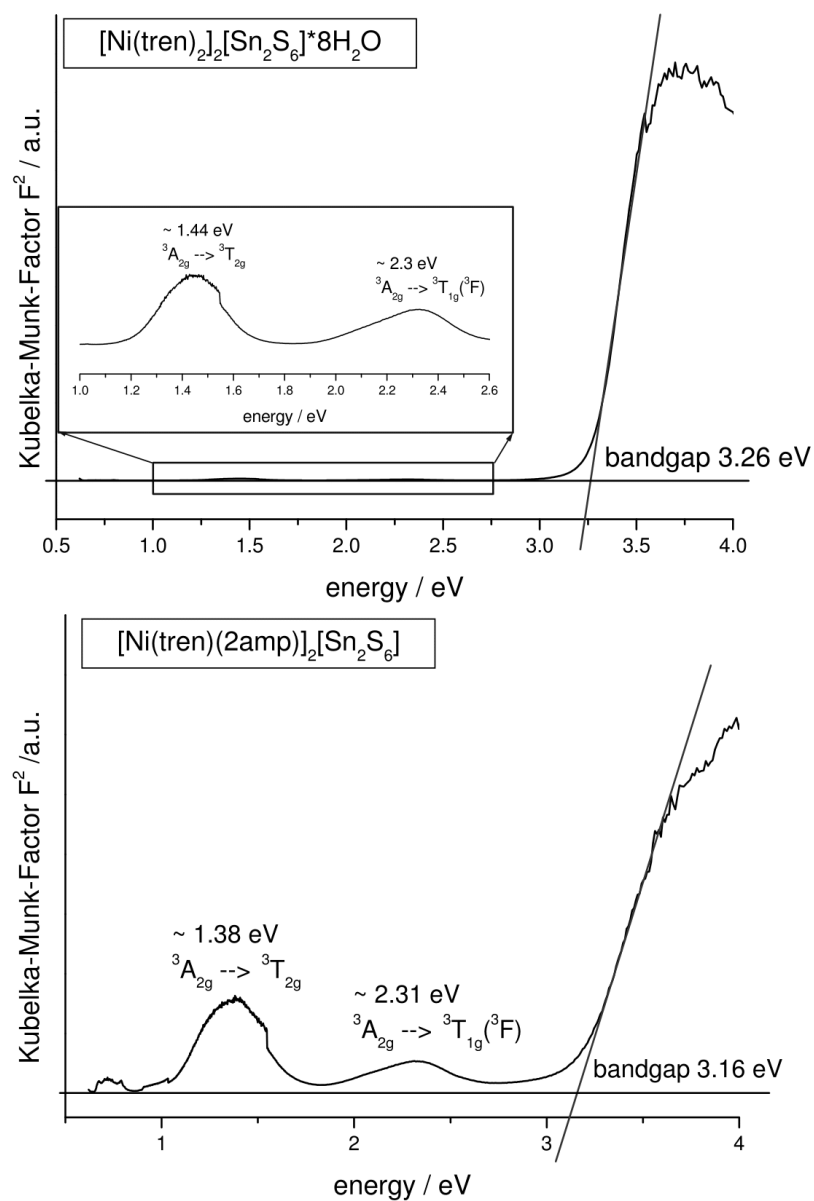 [Ni(tren)₂]₂[Sn₂S₆]*8H₂O
Kubelka-Munk-Factor F² / a.u.
~ 1.44 eV
³A₂g --> ³T₂g
~ 2.3 eV
³A₂g --> ³T₁g(³F)
1.0 1.2 1.4 1.6 1.8 2.0 2.2 2.4 2.6
energy / eV
bandgap 3.26 eV
0.5 1.0 1.5 2.0 2.5 3.0 3.5 4.0
energy / eV
[Ni(tren)(2amp)]₂[Sn₂S₆]
Kubelka-Munk-Factor F² /a.u.
~ 1.38 eV
³A₂g --> ³T₂g
~ 2.31 eV
³A₂g --> ³T₁g(³F)
bandgap 3.16 eV
1 2 3 4
energy / eV